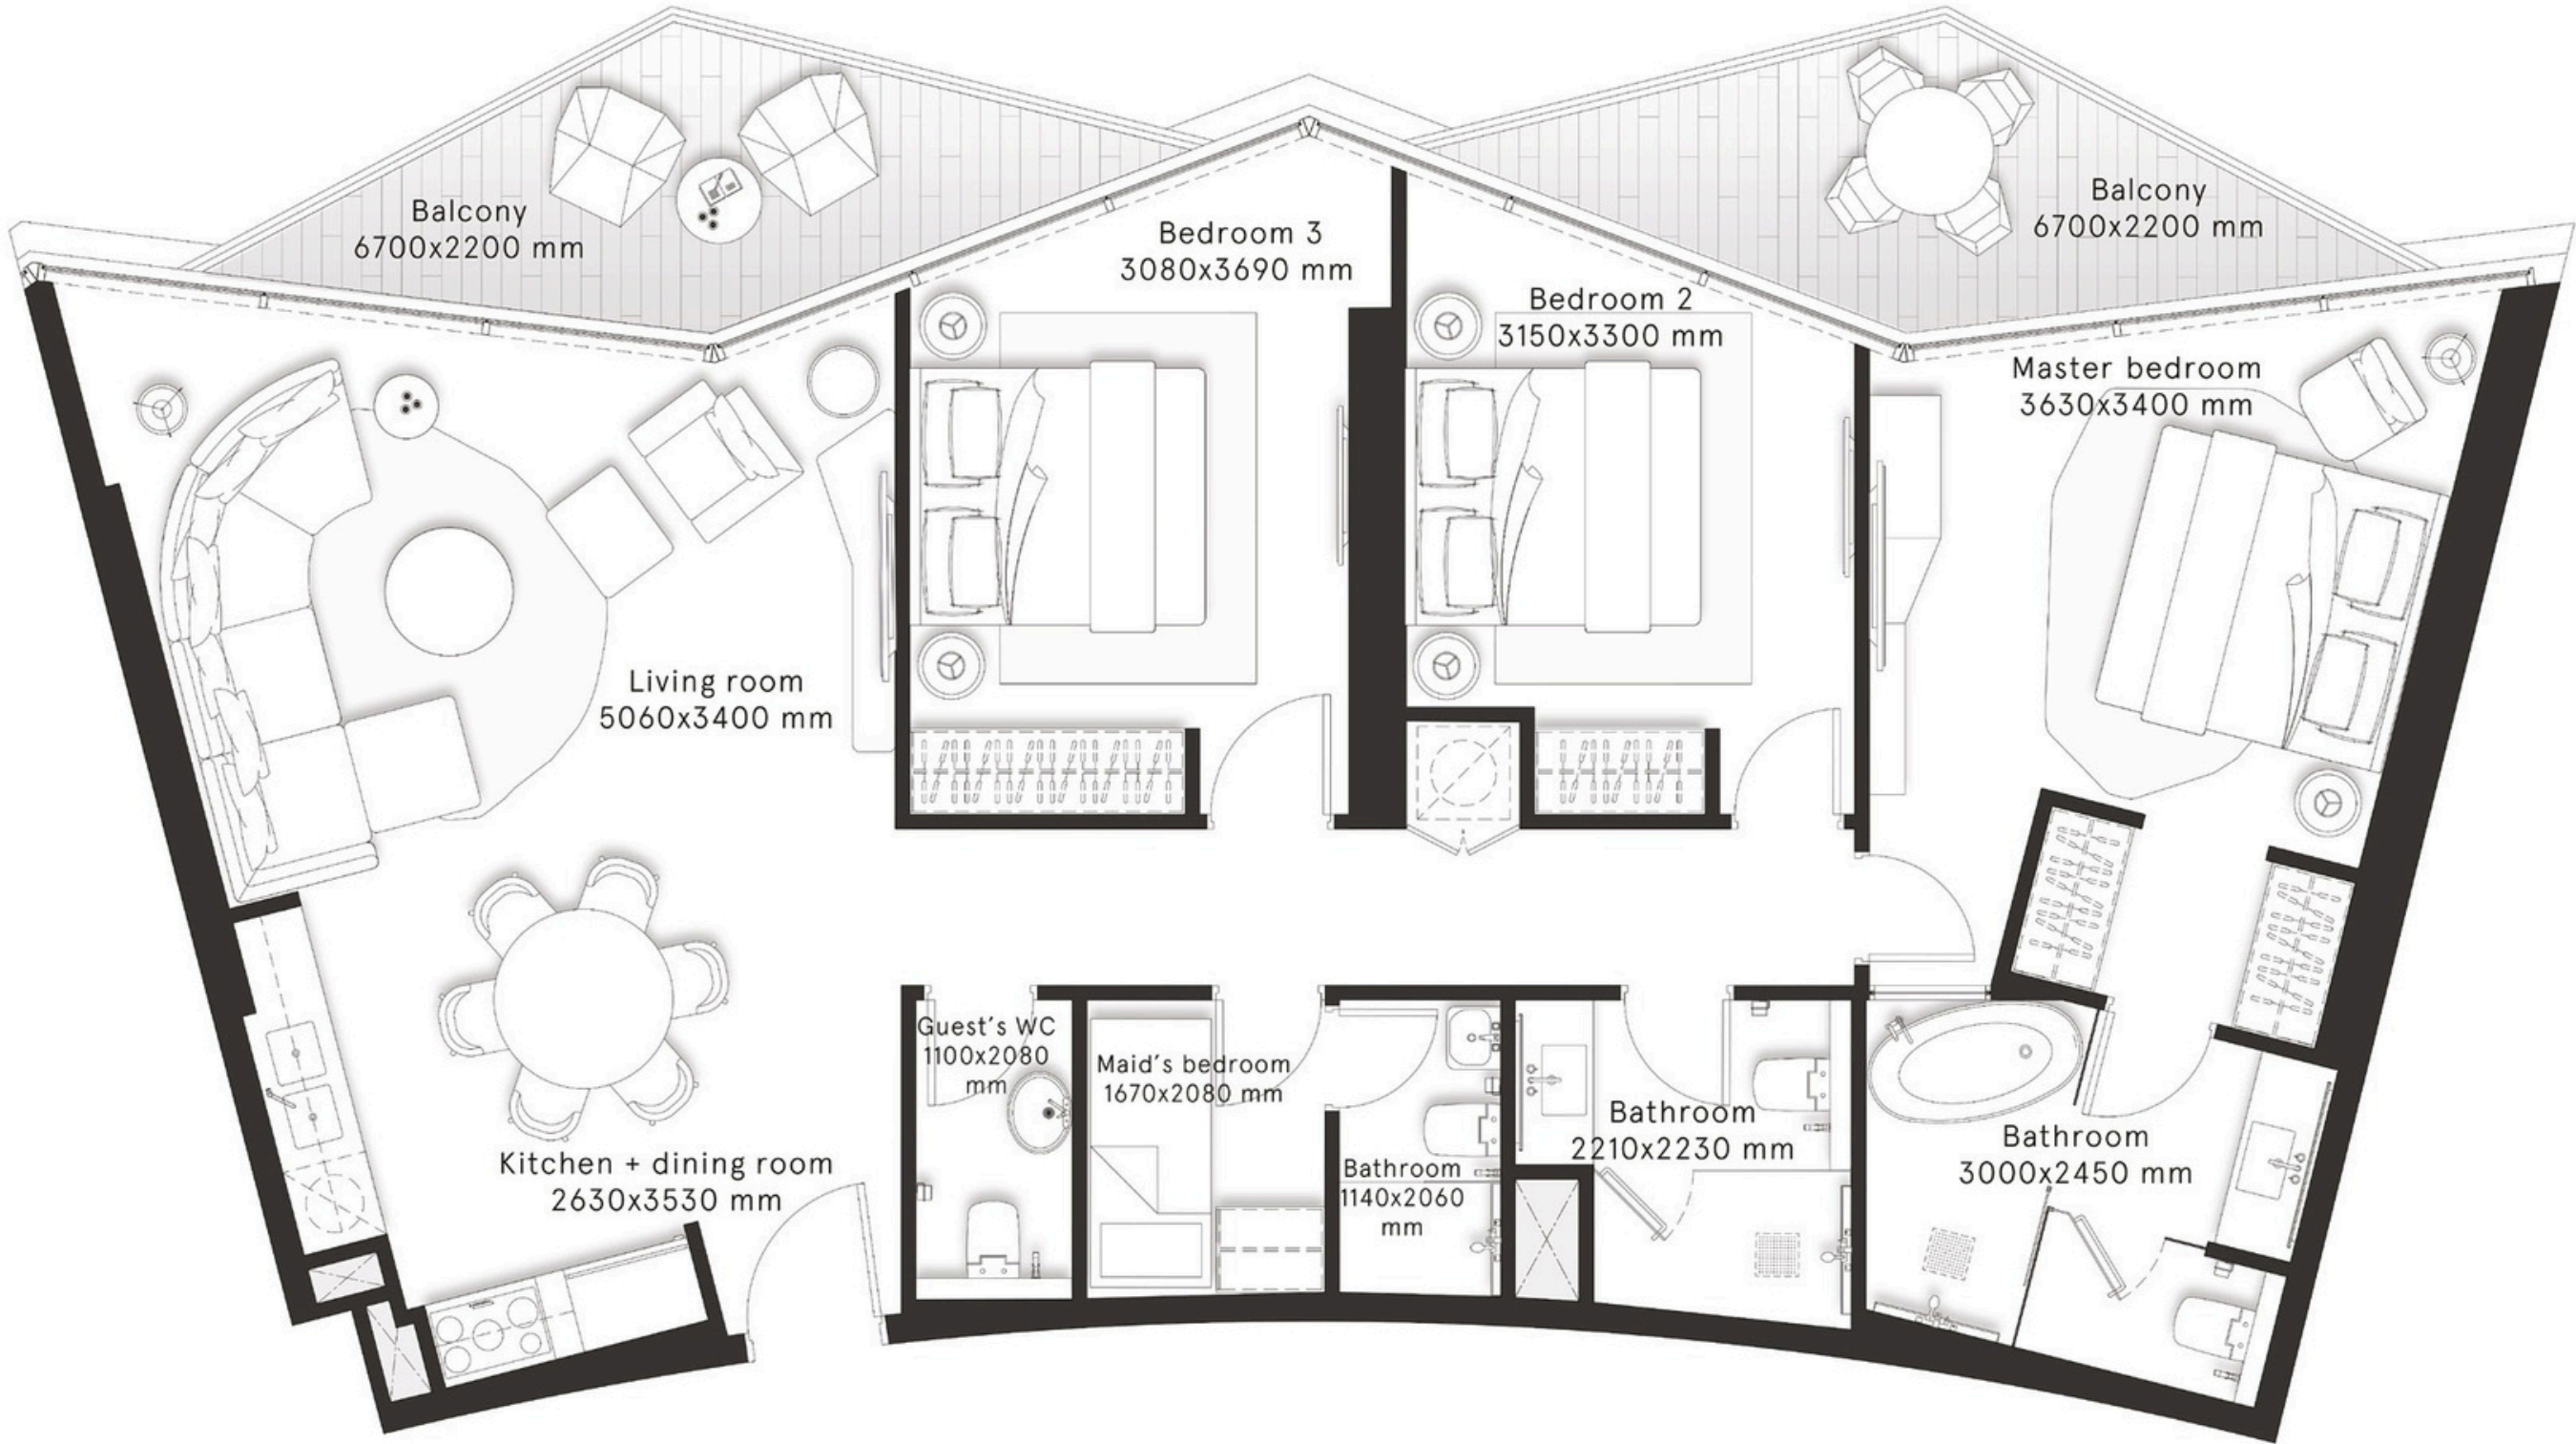 Balcony
6700x2200 mm
Balcony
6700x2200 mm
Bedroom 3
3080x3690 mm
Bedroom 2
3150x3300 mm
Master bedroom
3630x3400 mm
Living room
5060x3400 mm
Guest's WC
1100x2080
mm
Maid's bedroom
1670x2080 mm
Bathroom
2210x2230 mm
Bathroom
3000x2450 mm
Kitchen + dining room
2630x3530 mm
Bathroom
1140x2060
mm